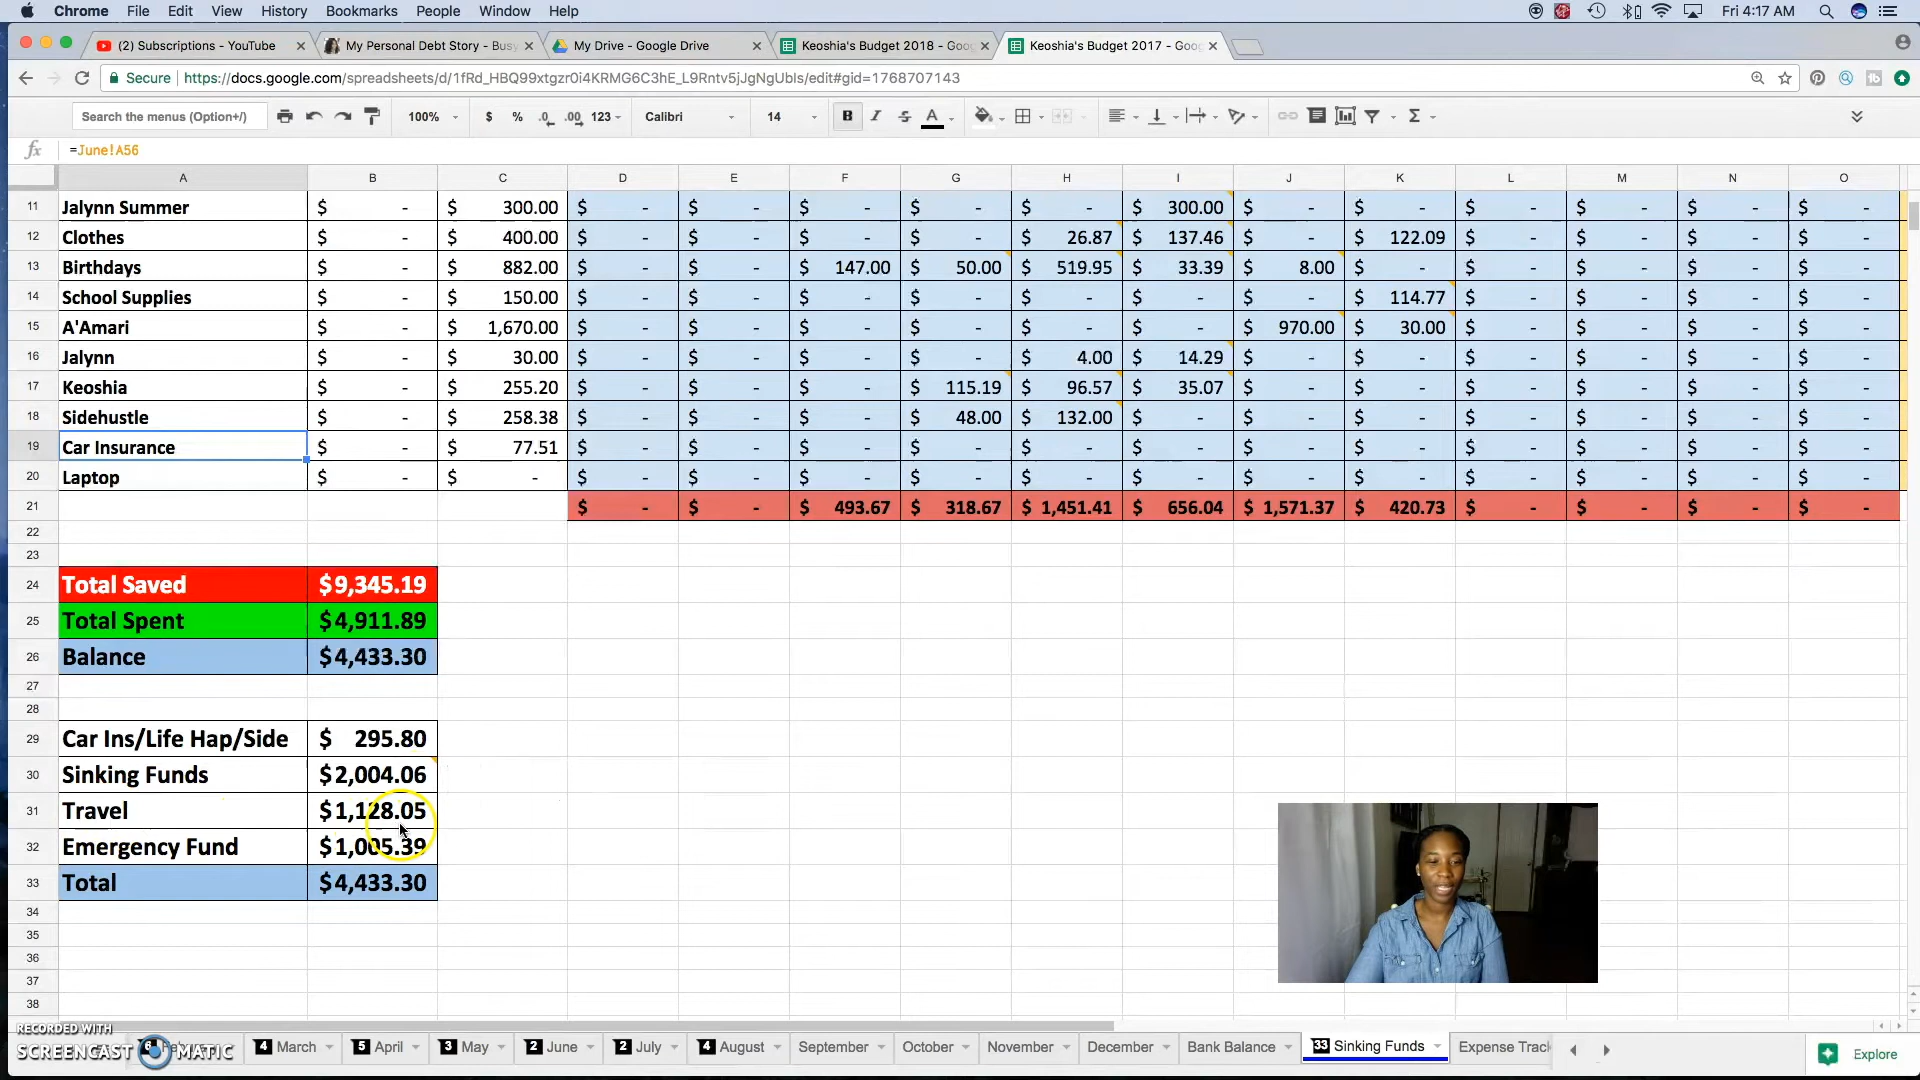 Chrome File Edit View History Bookmarks People Window Help Fri 4:17 AM
(2) Subscriptions - YouTube My Personal Debt Story - Busy My Drive - Google Drive Keoshia's Budget 2018 - Goo Keoshia's Budget 2017 - Goo
Secure https://docs.google.com/spreadsheets/d/1fRd_HBQ99xtgzr0i4KRMG6C3hE_L9Rntv5jJgNgUbls/edit#gid=1768707143
Search the menus (Option+/) 100% $ % .0 .00 123 Calibri 14 B I S A Σ
fx =June!A56
A B C D E F G H I J K L M N O
11 Jalynn Summer $ - $ 300.00 $ - $ - $ - $ - $ - $ 300.00 $ - $ - $ - $ - $ - $ -
12 Clothes $ - $ 400.00 $ - $ - $ - $ - $ 26.87 $ 137.46 $ - $ 122.09 $ - $ - $ - $ -
13 Birthdays $ - $ 882.00 $ - $ - $ 147.00 $ 50.00 $ 519.95 $ 33.39 $ 8.00 $ - $ - $ - $ - $ -
14 School Supplies $ - $ 150.00 $ - $ - $ - $ - $ - $ - $ - $ 114.77 $ - $ - $ - $ -
15 A'Amari $ - $ 1,670.00 $ - $ - $ - $ - $ - $ - $ 970.00 $ 30.00 $ - $ - $ - $ -
16 Jalynn $ - $ 30.00 $ - $ - $ - $ - $ 4.00 $ 14.29 $ - $ - $ - $ - $ - $ -
17 Keoshia $ - $ 255.20 $ - $ - $ - $ 115.19 $ 96.57 $ 35.07 $ - $ - $ - $ - $ - $ -
18 Sidehustle $ - $ 258.38 $ - $ - $ - $ 48.00 $ 132.00 $ - $ - $ - $ - $ - $ - $ -
19 Car Insurance $ - $ 77.51 $ - $ - $ - $ - $ - $ - $ - $ - $ - $ - $ - $ -
20 Laptop $ - $ - $ - $ - $ - $ - $ - $ - $ - $ - $ - $ - $ - $ -
21 $ - $ - $ 493.67 $ 318.67 $ 1,451.41 $ 656.04 $ 1,571.37 $ 420.73 $ - $ - $ - $ -
22
23
24 Total Saved $9,345.19
25 Total Spent $4,911.89
26 Balance $4,433.30
27
28
29 Car Ins/Life Hap/Side $ 295.80
30 Sinking Funds $2,004.06
31 Travel $1,128.05
32 Emergency Fund $1,005.39
33 Total $4,433.30
34
35
36
37
38
RECORDED WITH
SCREENCAST MATIC
4 March 5 April 3 May 2 June 2 July 4 August September October November December Bank Balance 33 Sinking Funds Expense Track Explore